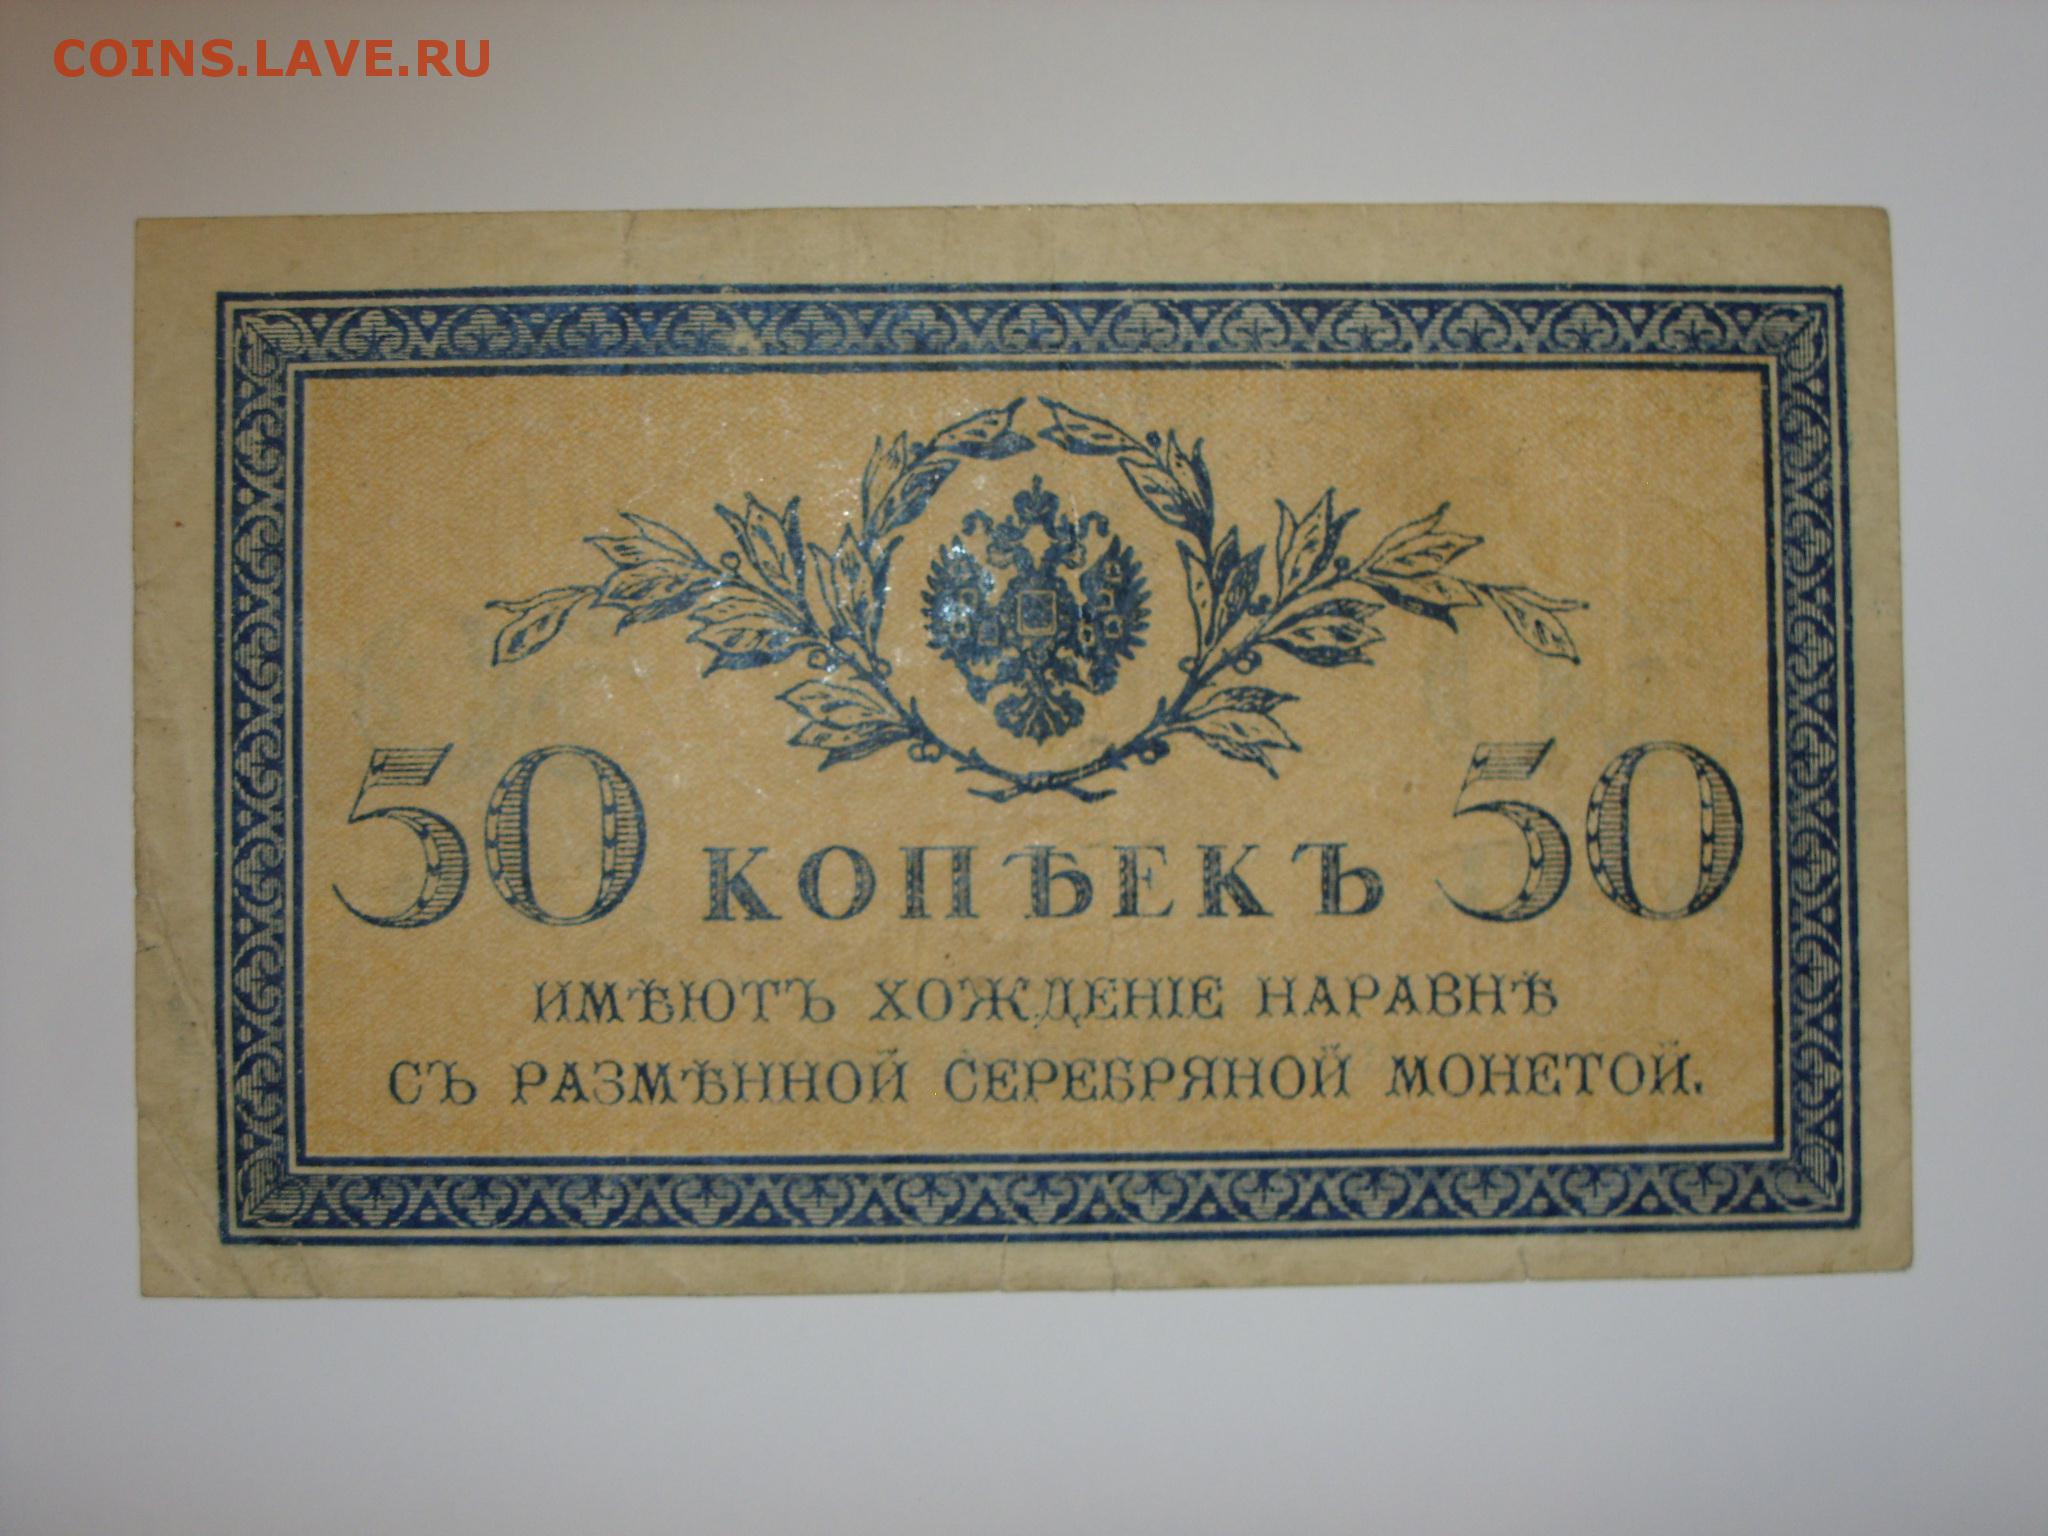 COINS.LAVE.RU
50 КОПѢЕКЪ 50
ИМѢЮТЪ ХОЖДЕНІЕ НАРАВНѢ
СЪ РАЗМѢННОЙ СЕРЕБРЯНОЙ МОНЕТОЙ.